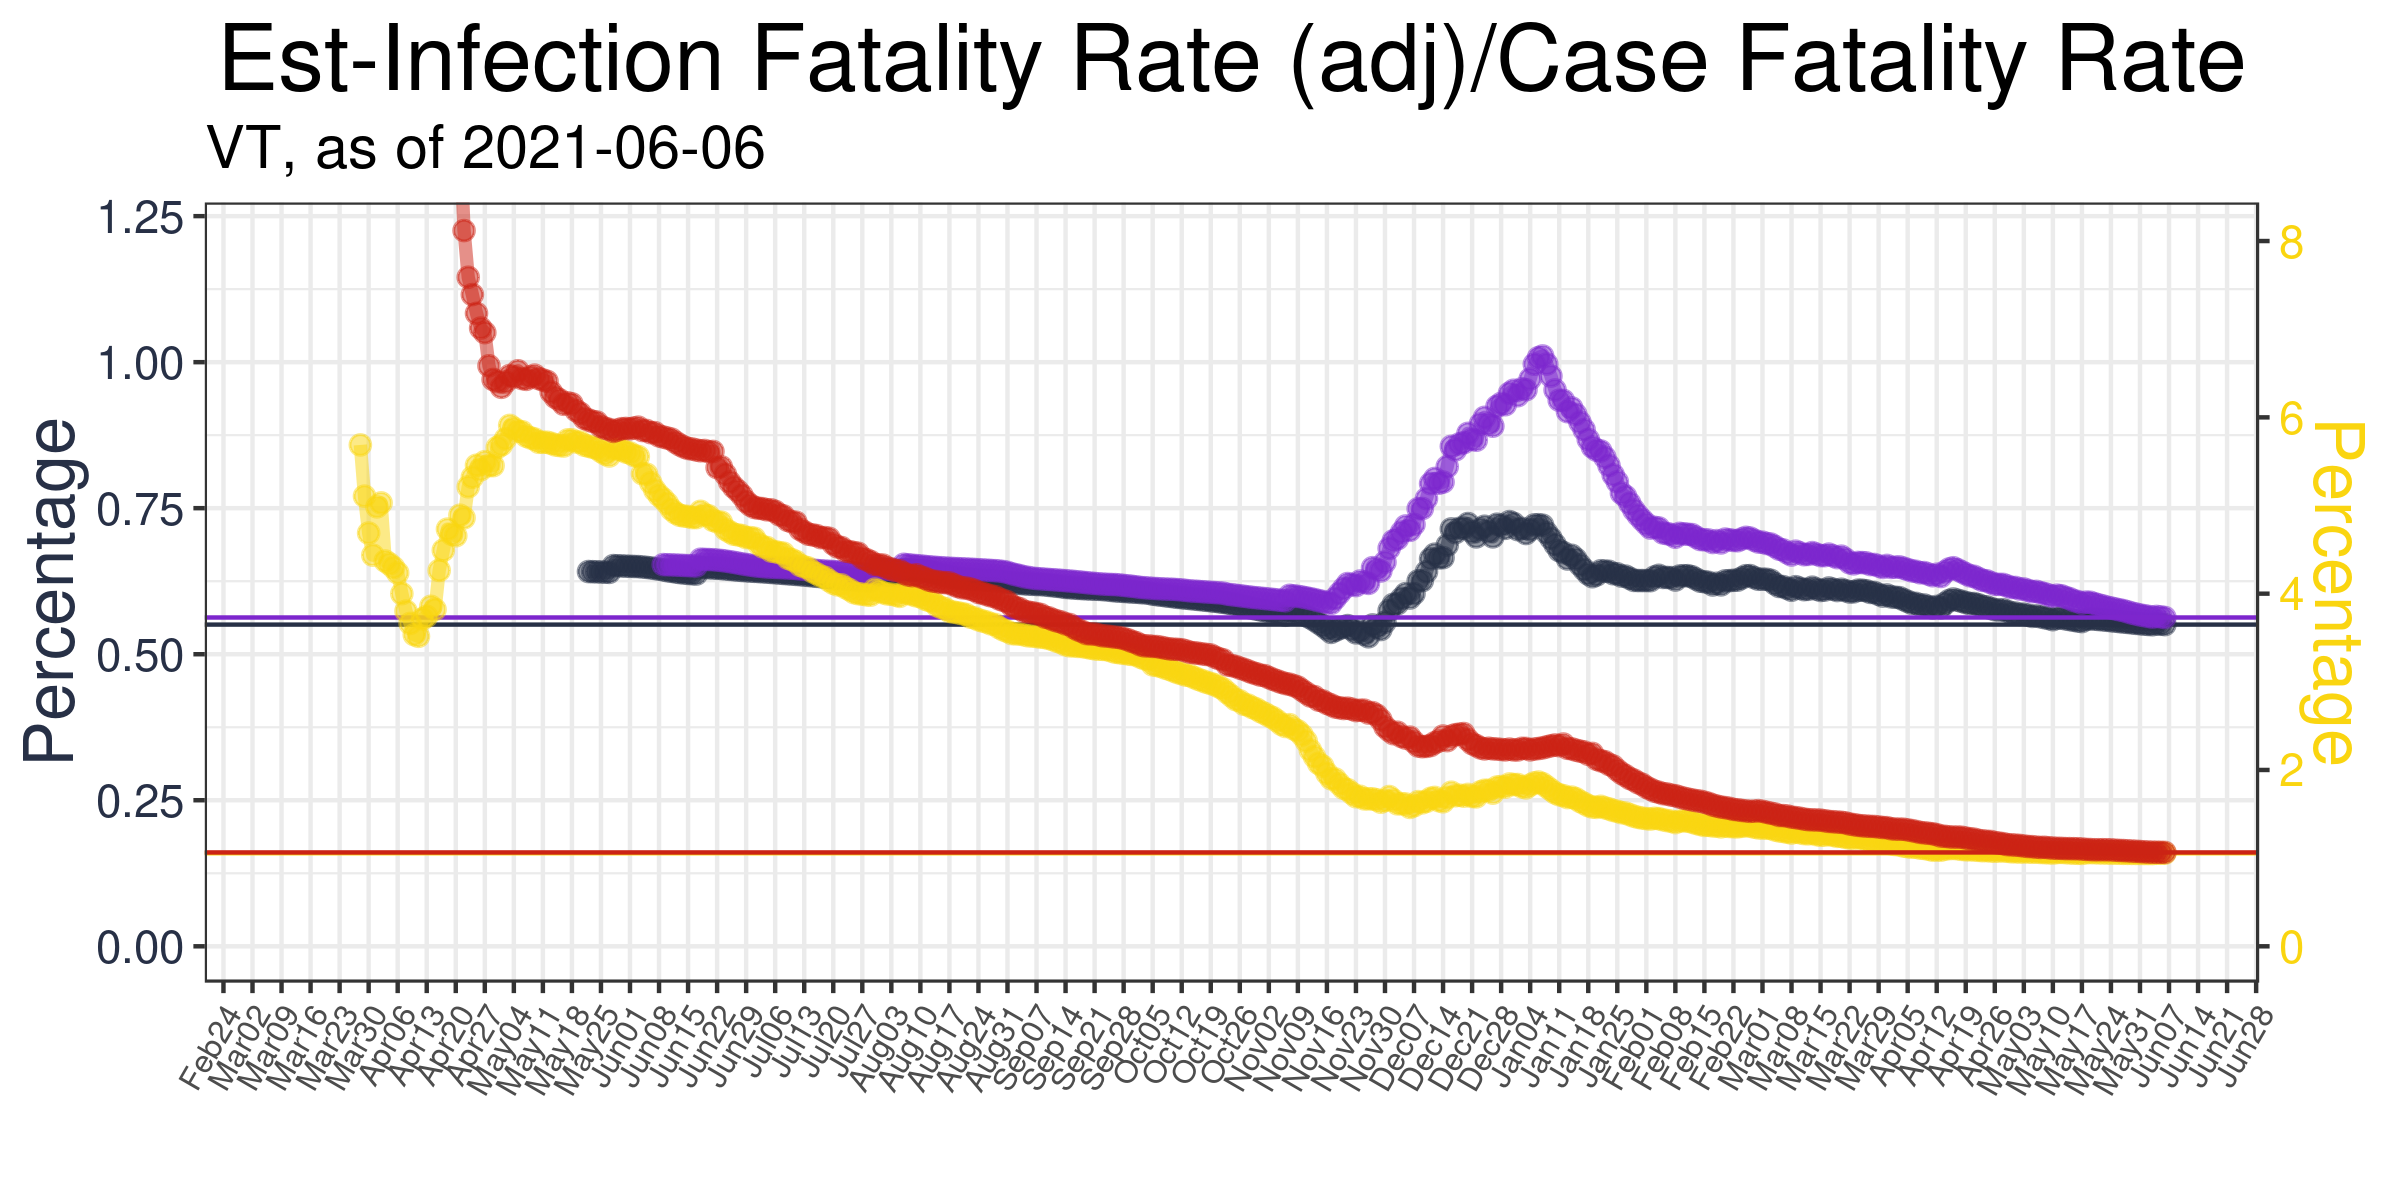 Est-Infection Fatality Rate (adj)/Case Fatality Rate
VT, as of 2021-06-06
Percentage
1.25
1.00
0.75
0.50
0.25
0.00
8
6
4
2
0
Percentage
Feb24
Mar02
Mar09
Mar16
Mar23
Mar30
Apr06
Apr13
Apr20
Apr27
May04
May11
May18
May25
Jun01
Jun08
Jun15
Jun22
Jun29
Jul06
Jul13
Jul20
Jul27
Aug03
Aug10
Aug17
Aug24
Aug31
Sep07
Sep14
Sep21
Sep28
Oct05
Oct12
Oct19
Oct26
Nov02
Nov09
Nov16
Nov23
Nov30
Dec07
Dec14
Dec21
Dec28
Jan04
Jan11
Jan18
Jan25
Feb01
Feb08
Feb15
Feb22
Mar01
Mar08
Mar15
Mar22
Mar29
Apr05
Apr12
Apr19
Apr26
May03
May10
May17
May24
May31
Jun07
Jun14
Jun21
Jun28